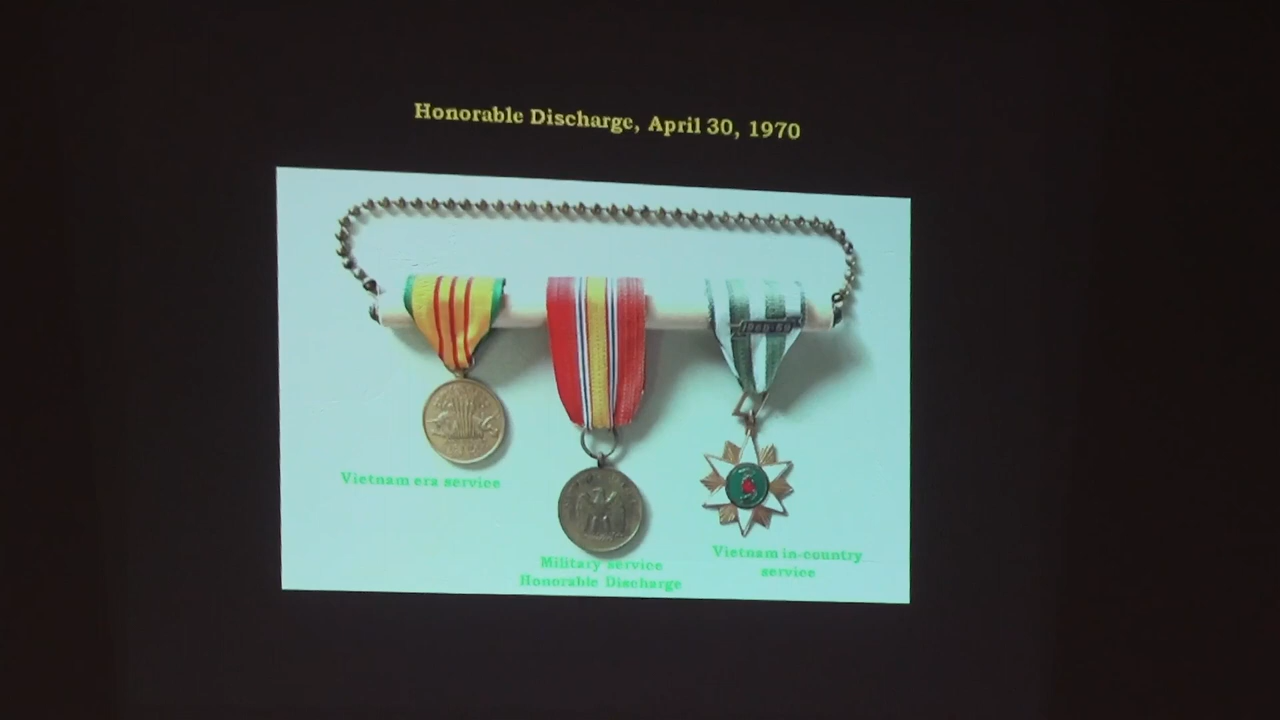 Honorable Discharge, April 30, 1970
Vietnam era service
Military service
Honorable Discharge
Vietnam in-country
service